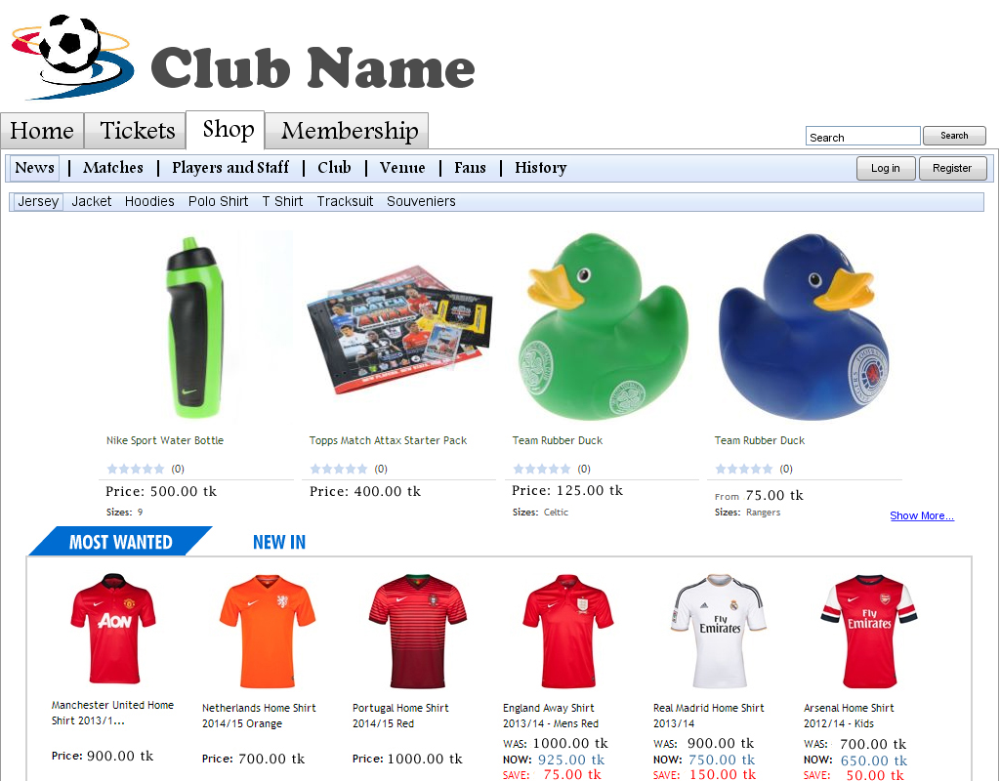 Club Name
Home Tickets Shop Membership
Search Search
News | Matches | Players and Staff | Club | Venue | Fans | History
Log in Register
Jersey Jacket Hoodies Polo Shirt T Shirt Tracksuit Souveniers
MATCH
ATTAX
Nike Sport Water Bottle Topps Match Attax Starter Pack Team Rubber Duck Team Rubber Duck
(0) (0) (0) (0)
Price: 500.00 tk Price: 400.00 tk Price: 125.00 tk From 75.00 tk
Sizes: 9 Sizes: Celtic Sizes: Rangers
Show More...
MOST WANTED NEW IN
AON
Fly
Emirates
Fly
Emirates
Manchester United Home
Shirt 2013/1...
Price: 900.00 tk
Netherlands Home Shirt
2014/15 Orange
Price: 700.00 tk
Portugal Home Shirt
2014/15 Red
Price: 1000.00 tk
England Away Shirt
2013/14 - Mens Red
WAS: 1000.00 tk
NOW: 925.00 tk
SAVE: 75.00 tk
Real Madrid Home Shirt
2013/14
WAS: 900.00 tk
NOW: 750.00 tk
SAVE: 150.00 tk
Arsenal Home Shirt
2012/14 - Kids
WAS: 700.00 tk
NOW: 650.00 tk
SAVE: 50.00 tk